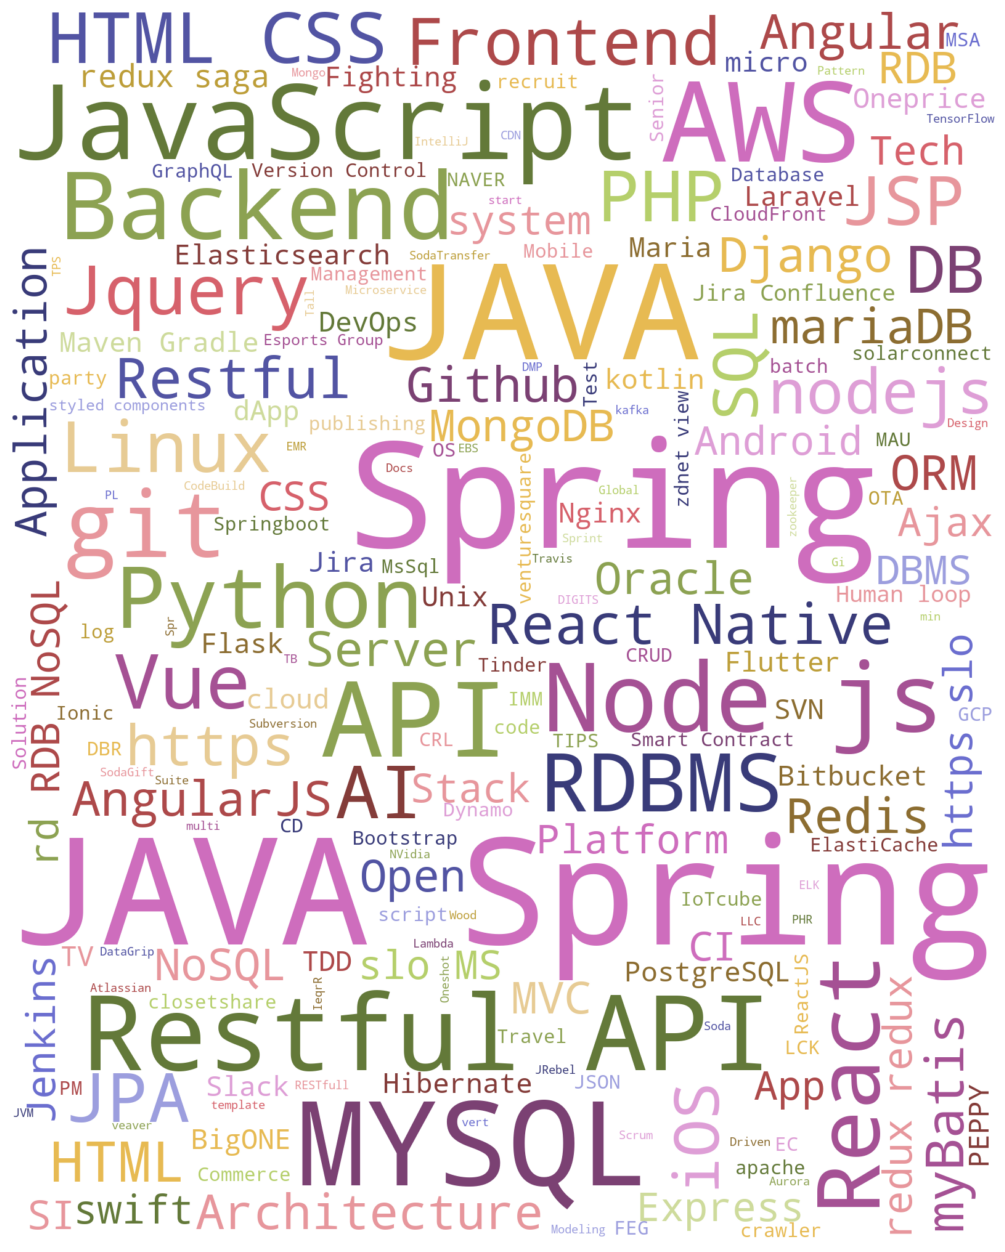 HTML CSS
Frontend
Angular
MSA
redux saga
Mongo
Fighting
recruit
micro
Pattern
RDB
JavaScript
IntelliJ
CDN
Senior
AWS
Oneprice
TensorFlow
Tech
GraphQL
Version Control
NAVER
start
Backend
system
PHP
Database
Laravel
CloudFront
JSP
Application
TPS
Elasticsearch
SodaTransfer
Mobile
Maria
Django
DB
Jquery
Tall
Management
Microservice
JAVA
Jira Confluence
DevOps
Maven Gradle
Esports Group
SQL
mariaDB
solarconnect
party
Restful
Github
DMP
Test
kotlin
batch
nodejs
styled components
dApp
publishing
MongoDB
kafka
zdnet view
Android
MAU
Design
Linux
EMR
OS
EBS
Docs
Spring
venturesquare
Global
zookeeper
ORM
OTA
PL
CodeBuild
CSS
git
Springboot
Nginx
Sprint
Ajax
Jira
MsSql
Travis
Gi
DBMS
Python
Unix
Oracle
DIGITS
Human loop
min
RDB NoSQL
log
Spr
Flask
TB
Server
React Native
Tinder
CRUD
Flutter
https slo
Solution
Vue
cloud
API
IMM
Node js
SVN
GCP
Ionic
Subversion
code
DBR
https
CRL
TIPS
Smart Contract
SodaGift
Suite
AI
Stack
RDBMS
Bitbucket
AngularJS
Dynamo
Redis
rd
multi
CD
Bootstrap
NVidia
Platform
ElastiCache
JAVA Spring
Open
script
Wood
IoTcube
ELK
LLC
PHR
Lambda
CI
TV
DataGrip
NoSQL
TDD
slo
MS
PostgreSQL
Jenkins
Atlassian
closetshare
IeqrR
Oneshot
MVC
ReactJS
React
redux redux
myBatis
Restful API
Travel
Soda
LCK
JRebel
PM
JPA
Slack
RESTfull
Hibernate
JSON
App
JVM
template
veaver
MYSQL
vert
Scrum
iOS
PEPPY
HTML
BigONE
Driven
EC
Commerce
apache
Aurora
SI
swift
Architecture
Modeling
FEG
Express
crawler